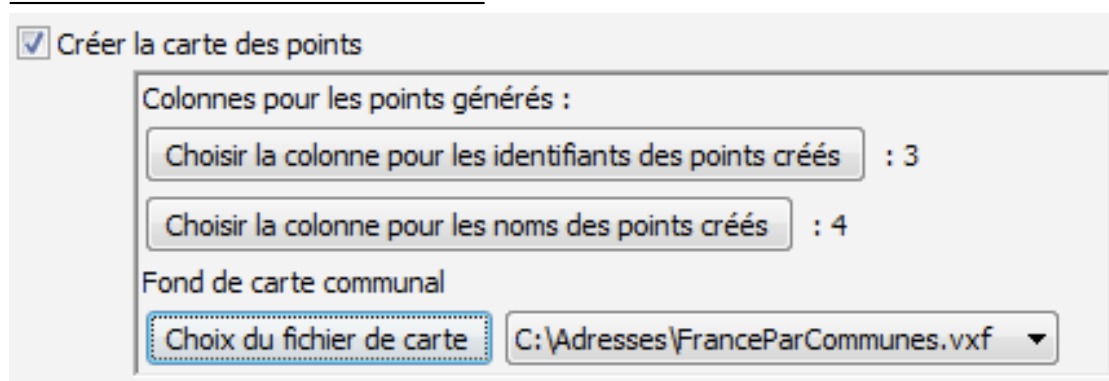 Créer la carte des points
Colonnes pour les points générés :
Choisir la colonne pour les identifiants des points créés : 3
Choisir la colonne pour les noms des points créés : 4
Fond de carte communal
Choix du fichier de carte C:\Adresses\FranceParCommunes.vxf